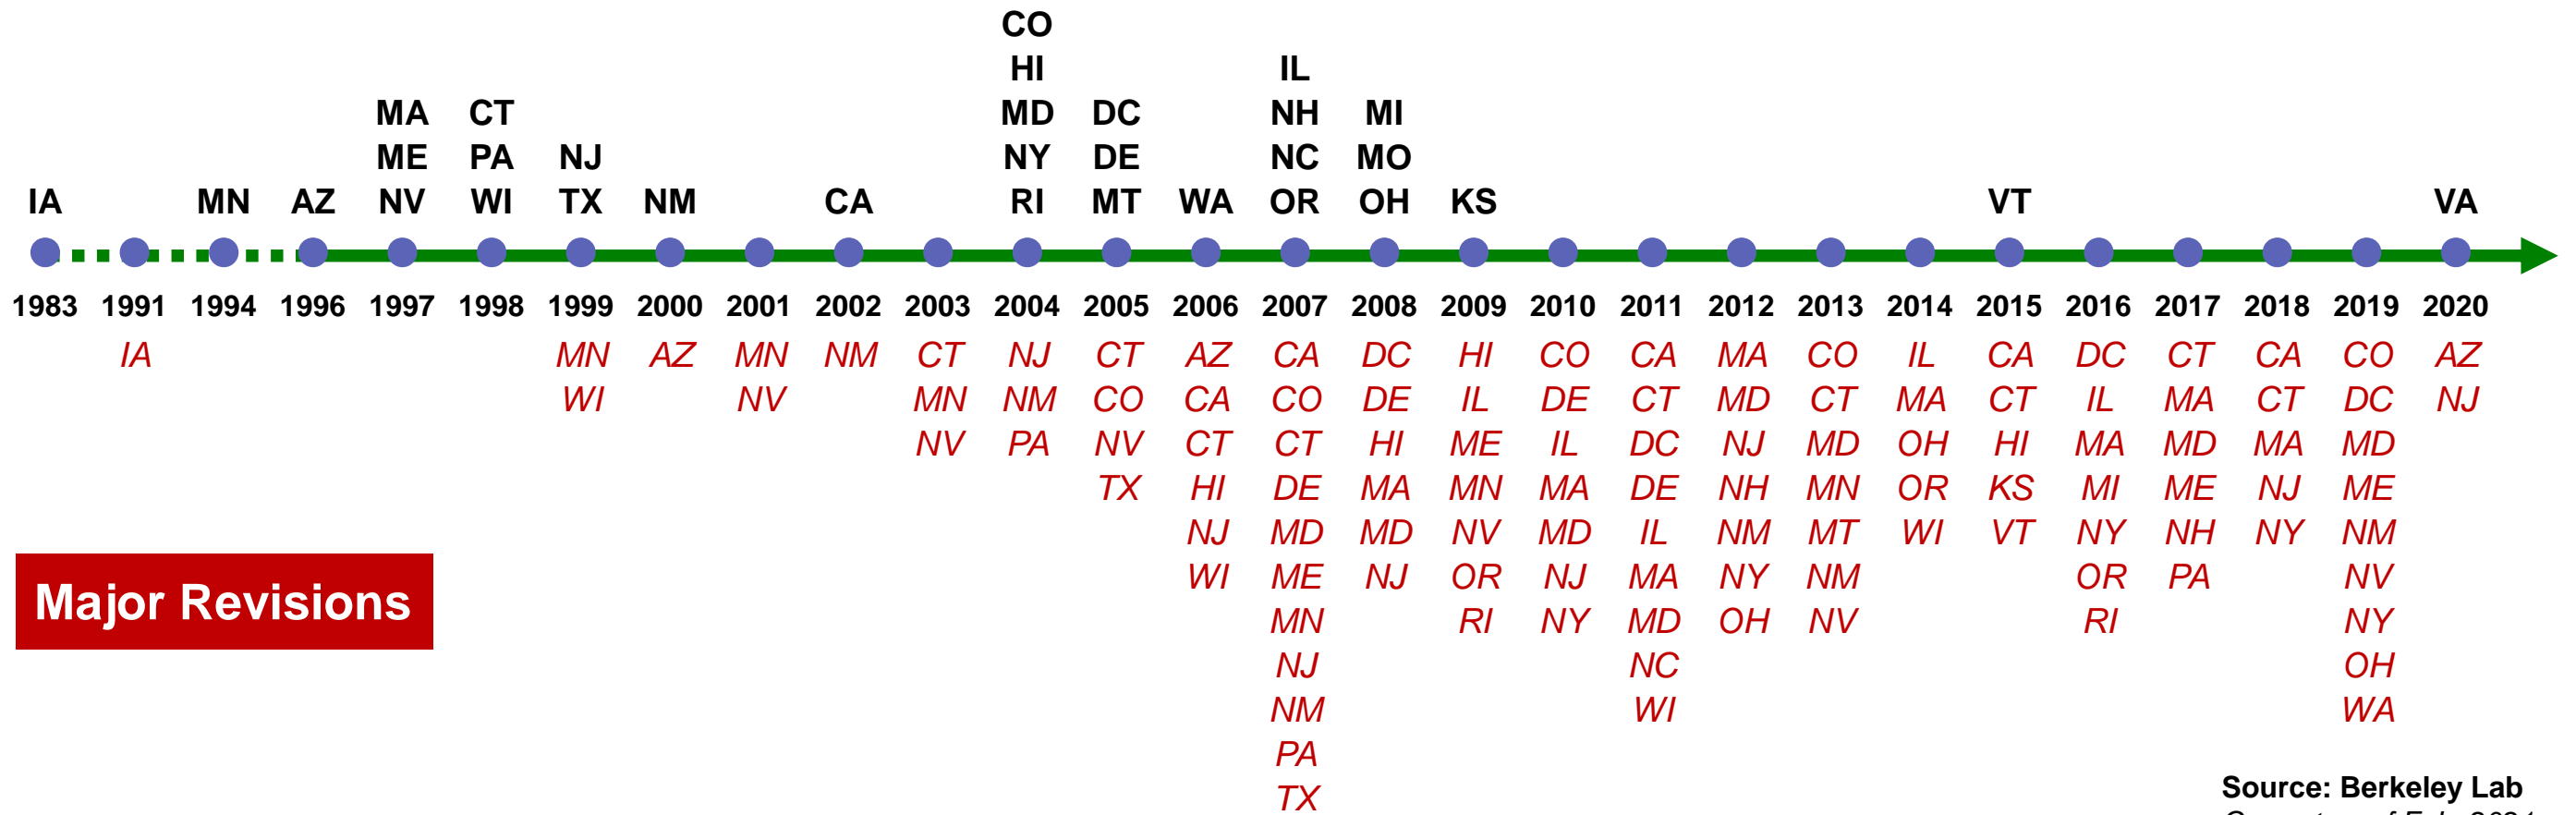 CO
HI IL
MA CT MD DC NH MI
ME PA NJ NY DE NC MO
IA MN AZ NV WI TX NM CA RI MT WA OR OH KS VT VA
1983 1991 1994 1996 1997 1998 1999 2000 2001 2002 2003 2004 2005 2006 2007 2008 2009 2010 2011 2012 2013 2014 2015 2016 2017 2018 2019 2020
IA MN AZ MN NM CT NJ CT AZ CA DC HI CO CA MA CO IL CA DC CT CA CO AZ
WI NV MN NM CO CA CO DE IL DE CT MD CT MA CT IL MA CT DC NJ
NV PA NV CT CT HI ME IL DC NJ MD OH HI MA MD MA MD
TX HI DE MA MN MA DE NH MN OR KS MI ME NJ ME
NJ MD MD NV MD IL NM MT WI VT NY NH NY NM
WI ME NJ OR NJ MA NY NM OR PA NV
Major Revisions
MN RI NY MD OH NV RI NY
NJ NC OH
NM WI WA
PA
TX
Source: Berkeley Lab